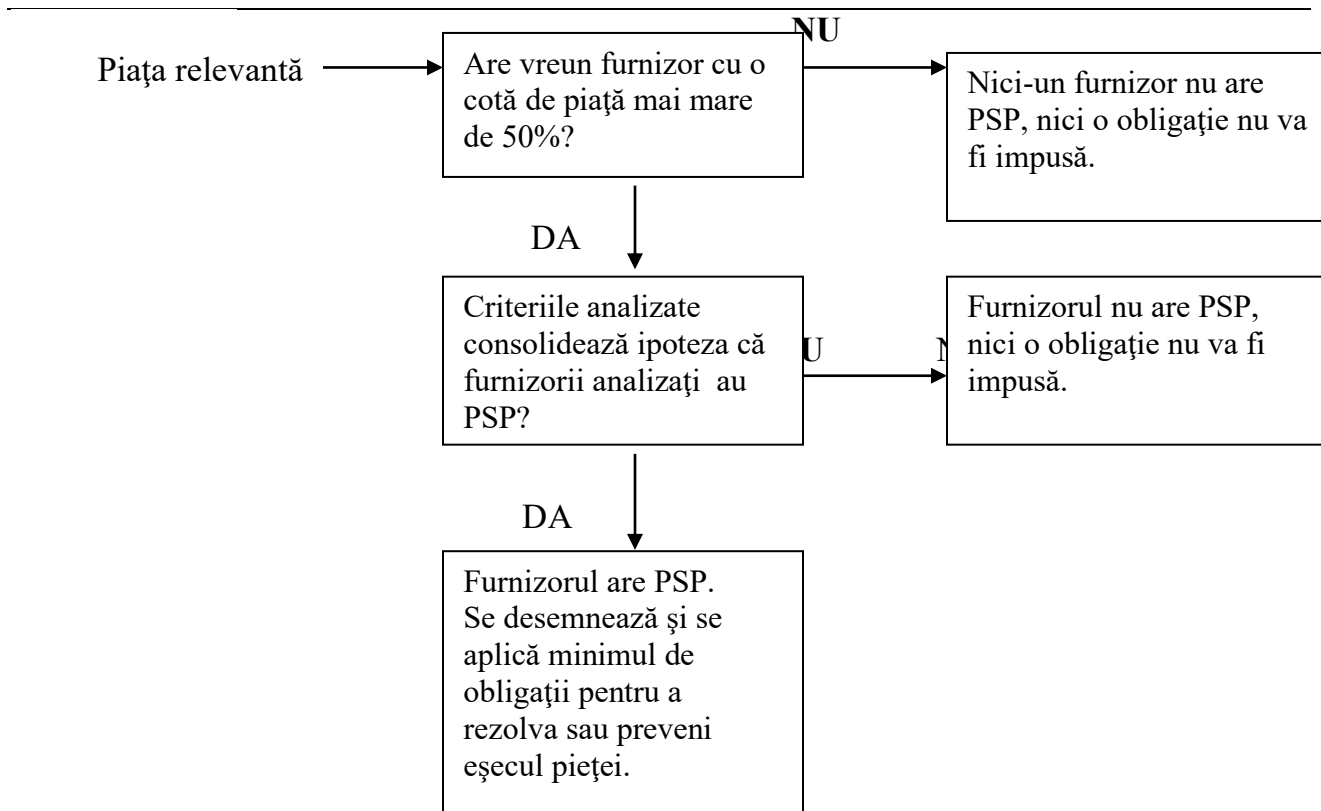 NU
Piaţa relevantă
Are vreun furnizor cu o
cotă de piaţă mai mare
de 50%?
Nici-un furnizor nu are
PSP, nici o obligaţie nu va
fi impusă.
DA
Criteriile analizate
consolidează ipoteza că
furnizorii analizaţi au
PSP?
Furnizorul nu are PSP,
nici o obligaţie nu va fi
impusă.
DA
Furnizorul are PSP.
Se desemnează şi se
aplică minimul de
obligaţii pentru a
rezolva sau preveni
eşecul pieţei.